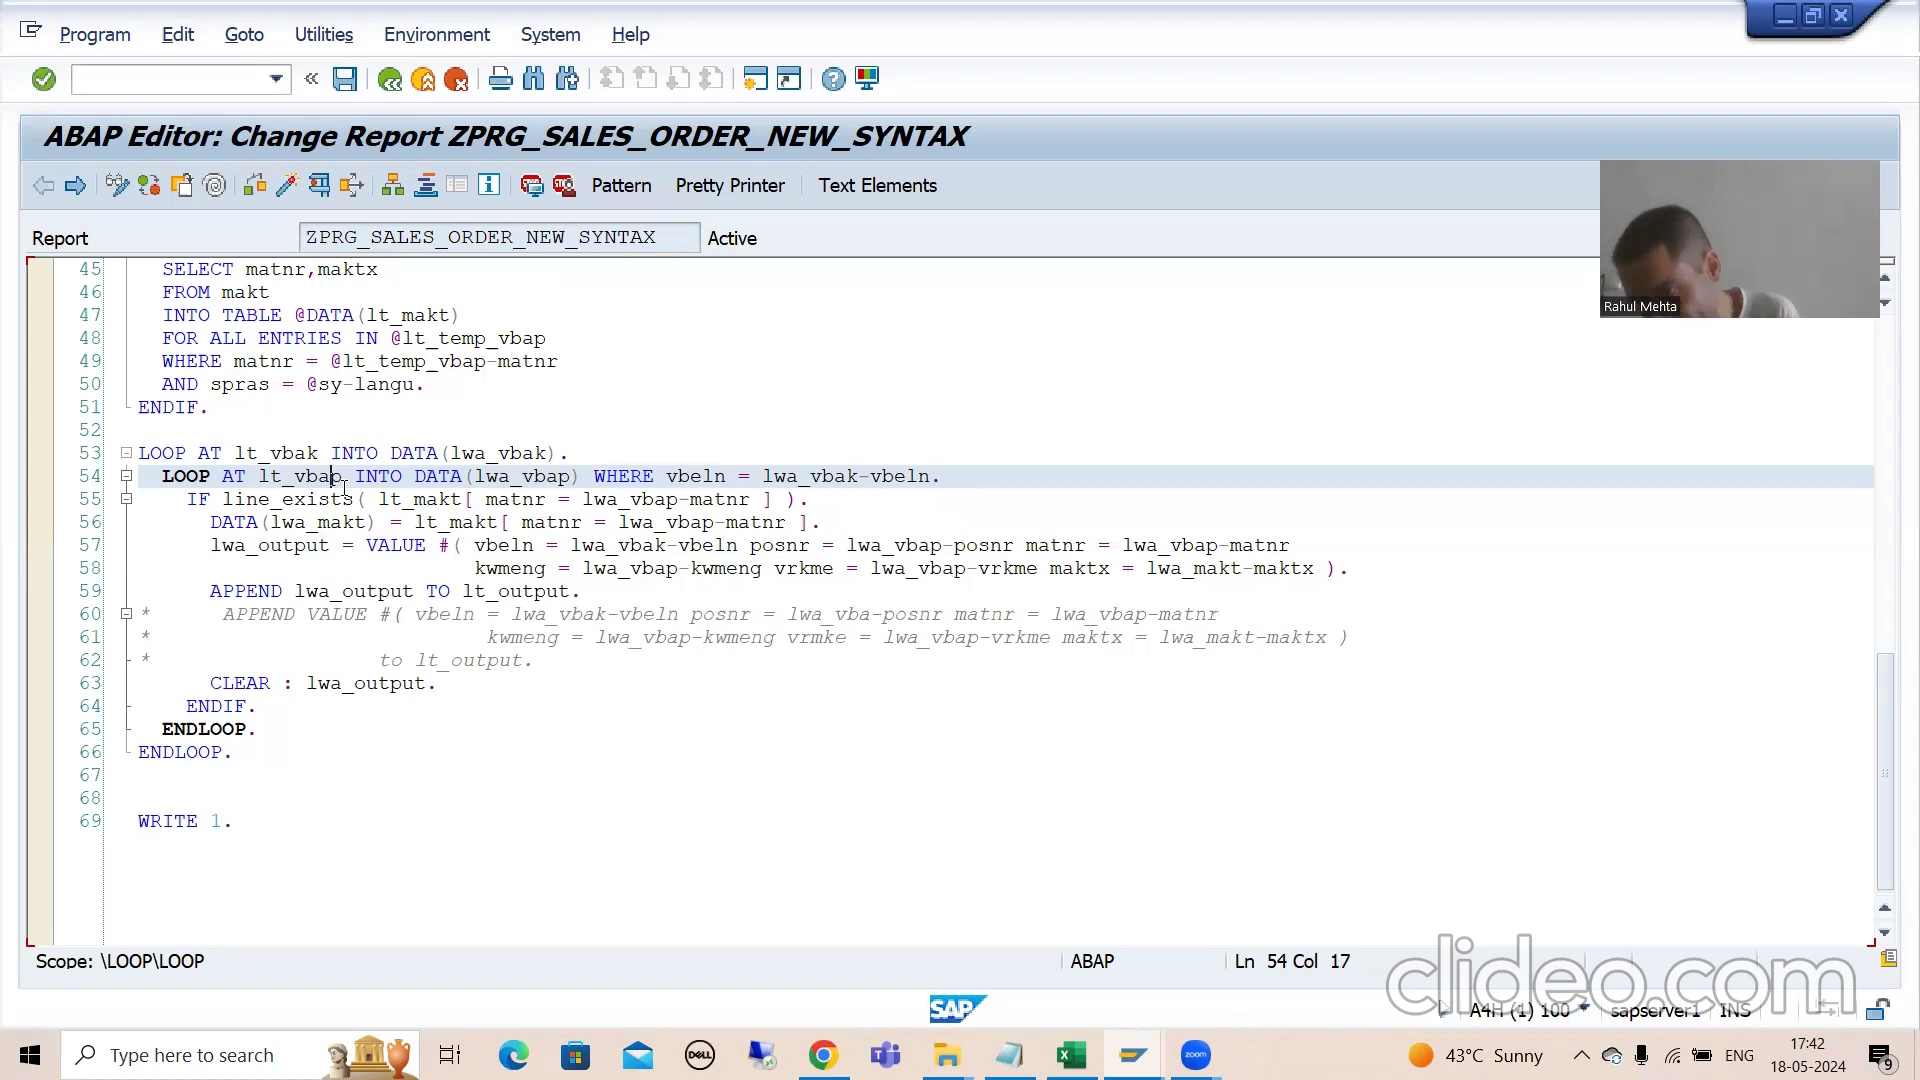 Program Edit Goto Utilities Environment System Help
ABAP Editor: Change Report ZPRG_SALES_ORDER_NEW_SYNTAX
Pattern Pretty Printer Text Elements
Report ZPRG_SALES_ORDER_NEW_SYNTAX Active
Rahul Mehta
45 SELECT matnr,maktx
46 FROM makt
47 INTO TABLE @DATA(lt_makt)
48 FOR ALL ENTRIES IN @lt_temp_vbap
49 WHERE matnr = @lt_temp_vbap-matnr
50 AND spras = @sy-langu.
51 ENDIF.
52
53 LOOP AT lt_vbak INTO DATA(lwa_vbak).
54 LOOP AT lt_vbap INTO DATA(lwa_vbap) WHERE vbeln = lwa_vbak-vbeln.
55 IF line_exists( lt_makt[ matnr = lwa_vbap-matnr ] ).
56 DATA(lwa_makt) = lt_makt[ matnr = lwa_vbap-matnr ].
57 lwa_output = VALUE #( vbeln = lwa_vbak-vbeln posnr = lwa_vbap-posnr matnr = lwa_vbap-matnr
58 kwmeng = lwa_vbap-kwmeng vrkme = lwa_vbap-vrkme maktx = lwa_makt-maktx ).
59 APPEND lwa_output TO lt_output.
60 * APPEND VALUE #( vbeln = lwa_vbak-vbeln posnr = lwa_vba-posnr matnr = lwa_vbap-matnr
61 * kwmeng = lwa_vbap-kwmeng vrmke = lwa_vbap-vrkme maktx = lwa_makt-maktx )
62 * to lt_output.
63 CLEAR : lwa_output.
64 ENDIF.
65 ENDLOOP.
66 ENDLOOP.
67
68
69 WRITE 1.
Scope: \LOOP\LOOP ABAP Ln 54 Col 17
clideo.com
SAP A4H (1) 100 sapserver1 INS
Type here to search DELL zoom 43°C Sunny ENG 17:42
18-05-2024 9